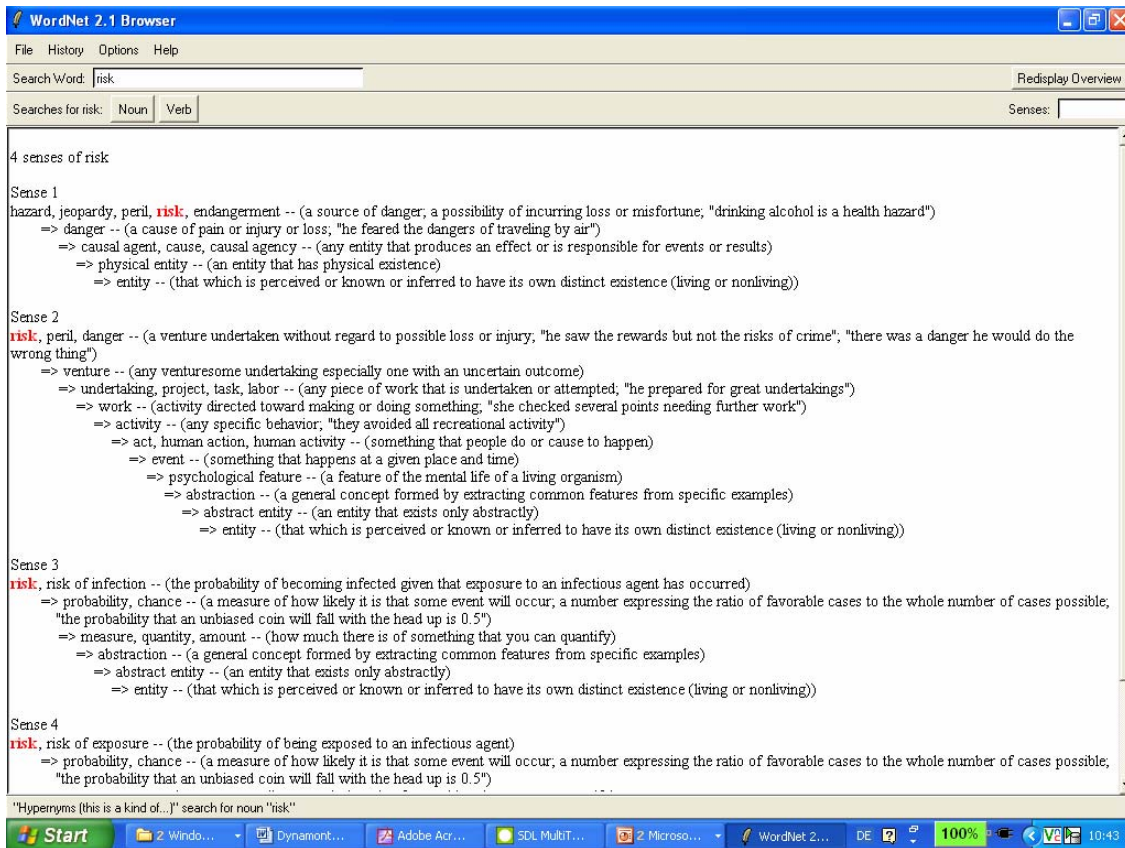 WordNet 2.1 Browser
File History Options Help
Search Word: risk Redisplay Overview
Searches for risk: Noun Verb Senses:
4 senses of risk
Sense 1
hazard, jeopardy, peril, risk, endangerment -- (a source of danger; a possibility of incurring loss or misfortune; "drinking alcohol is a health hazard")
=> danger -- (a cause of pain or injury or loss; "he feared the dangers of traveling by air")
=> causal agent, cause, causal agency -- (any entity that produces an effect or is responsible for events or results)
=> physical entity -- (an entity that has physical existence)
=> entity -- (that which is perceived or known or inferred to have its own distinct existence (living or nonliving))
Sense 2
risk, peril, danger -- (a venture undertaken without regard to possible loss or injury; "he saw the rewards but not the risks of crime"; "there was a danger he would do the
wrong thing")
=> venture -- (any venturesome undertaking especially one with an uncertain outcome)
=> undertaking, project, task, labor -- (any piece of work that is undertaken or attempted; "he prepared for great undertakings")
=> work -- (activity directed toward making or doing something; "she checked several points needing further work")
=> activity -- (any specific behavior; "they avoided all recreational activity")
=> act, human action, human activity -- (something that people do or cause to happen)
=> event -- (something that happens at a given place and time)
=> psychological feature -- (a feature of the mental life of a living organism)
=> abstraction -- (a general concept formed by extracting common features from specific examples)
=> abstract entity -- (an entity that exists only abstractly)
=> entity -- (that which is perceived or known or inferred to have its own distinct existence (living or nonliving))
Sense 3
risk, risk of infection -- (the probability of becoming infected given that exposure to an infectious agent has occurred)
=> probability, chance -- (a measure of how likely it is that some event will occur; a number expressing the ratio of favorable cases to the whole number of cases possible;
"the probability that an unbiased coin will fall with the head up is 0.5")
=> measure, quantity, amount -- (how much there is of something that you can quantify)
=> abstraction -- (a general concept formed by extracting common features from specific examples)
=> abstract entity -- (an entity that exists only abstractly)
=> entity -- (that which is perceived or known or inferred to have its own distinct existence (living or nonliving))
Sense 4
risk, risk of exposure -- (the probability of being exposed to an infectious agent)
=> probability, chance -- (a measure of how likely it is that some event will occur; a number expressing the ratio of favorable cases to the whole number of cases possible;
"the probability that an unbiased coin will fall with the head up is 0.5")
"Hypernyms (this is a kind of...)" search for noun "risk"
Start 2 Windo... Dynamont... Adobe Acr... SDL MultiT... 2 Microso... WordNet 2... DE 100% 10:43